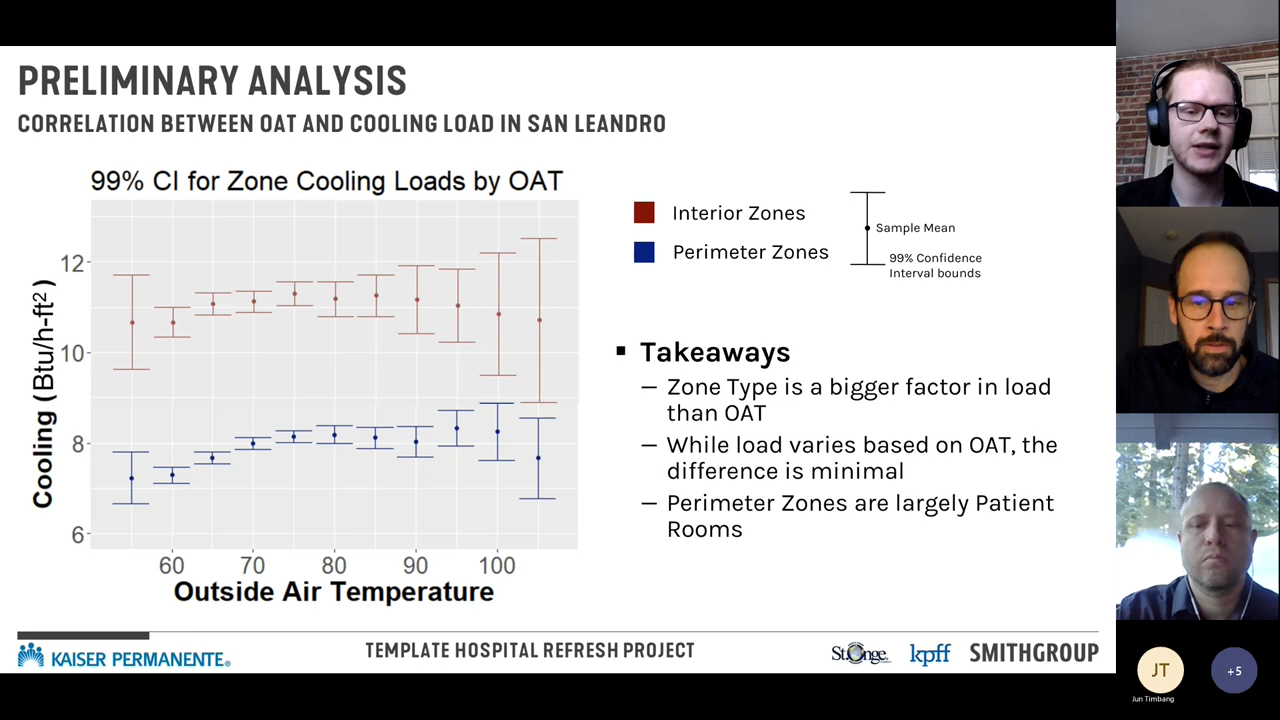 PRELIMINARY ANALYSIS
CORRELATION BETWEEN OAT AND COOLING LOAD IN SAN LEANDRO
99% CI for Zone Cooling Loads by OAT
12
10
8
6
Cooling (Btu/h-ft²)
60 70 80 90 100
Outside Air Temperature
Interior Zones
Perimeter Zones
Sample Mean
99% Confidence
Interval bounds
▪ Takeaways
– Zone Type is a bigger factor in load
than OAT
– While load varies based on OAT, the
difference is minimal
– Perimeter Zones are largely Patient
Rooms
KAISER PERMANENTE®
TEMPLATE HOSPITAL REFRESH PROJECT
St.Onge
kpff
SMITHGROUP
JT
Jun Timbang
+5